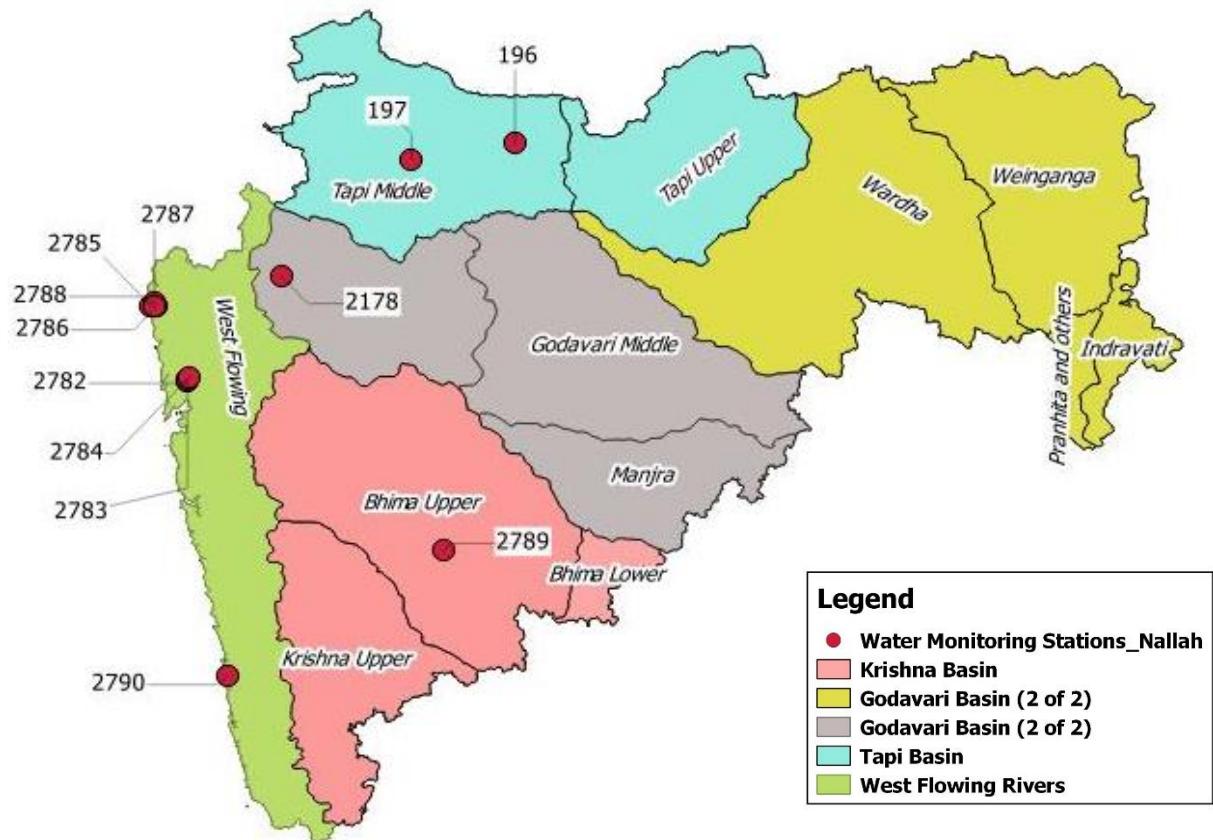 196
197
Tapi Middle
Tapi Upper
Wardha
Weinganga
2787
2785
2788
2786
2178
West Flowing
Godavari Middle
Pranhita and others
Indravati
2782
2784
2783
Manjra
Bhima Upper
2789
Bhima Lower
Krishna Upper
2790
Legend
Water Monitoring Stations_Nallah
Krishna Basin
Godavari Basin (2 of 2)
Godavari Basin (2 of 2)
Tapi Basin
West Flowing Rivers